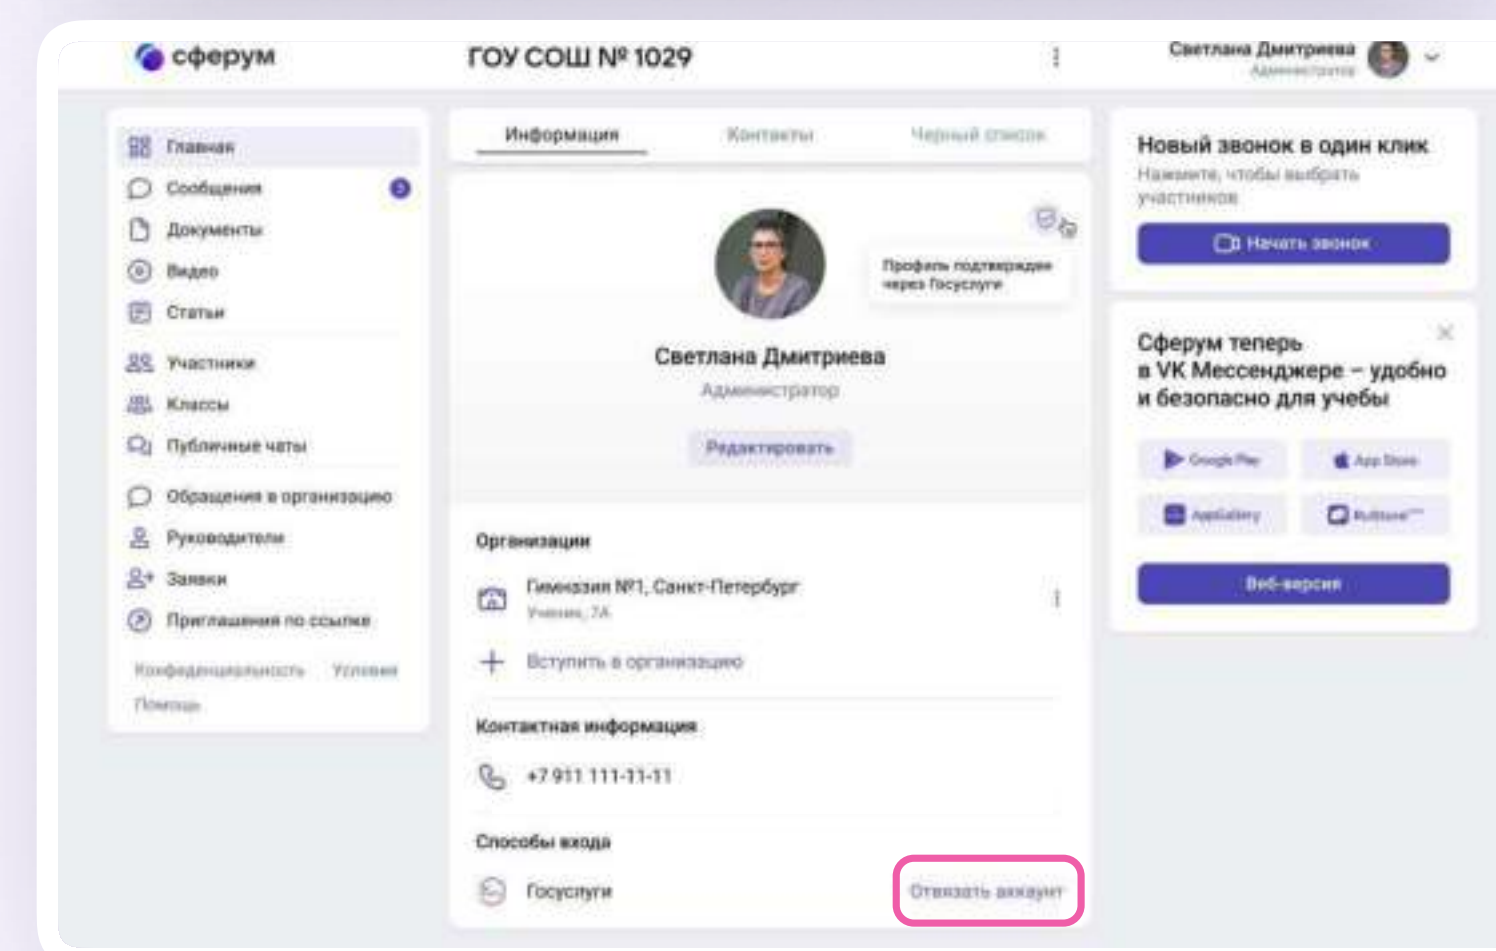 сферум
ГОУ СОШ № 1029
Светлана Дмитриева
Администратор
Главная
Сообщения
Документы
Видео
Статьи
Участники
Классы
Публичные чаты
Обращения в организацию
Руководители
Заявки
Приглашения по ссылке
Конфиденциальность Условия
Помощь
Информация Контакты Черный список
Профиль подтвержден
через Госуслуги
Светлана Дмитриева
Администратор
Редактировать
Организации
Гимназия №1, Санкт-Петербург
Ученик, 7А
Вступить в организацию
Контактная информация
+7 911 111-11-11
Способы входа
Госуслуги
Отвязать аккаунт
Новый звонок в один клик
Нажмите, чтобы выбрать
участников
Начать звонок
Сферум теперь
в VK Мессенджере – удобно
и безопасно для учебы
Google Play
App Store
AppGallery
RuStore
Веб-версия